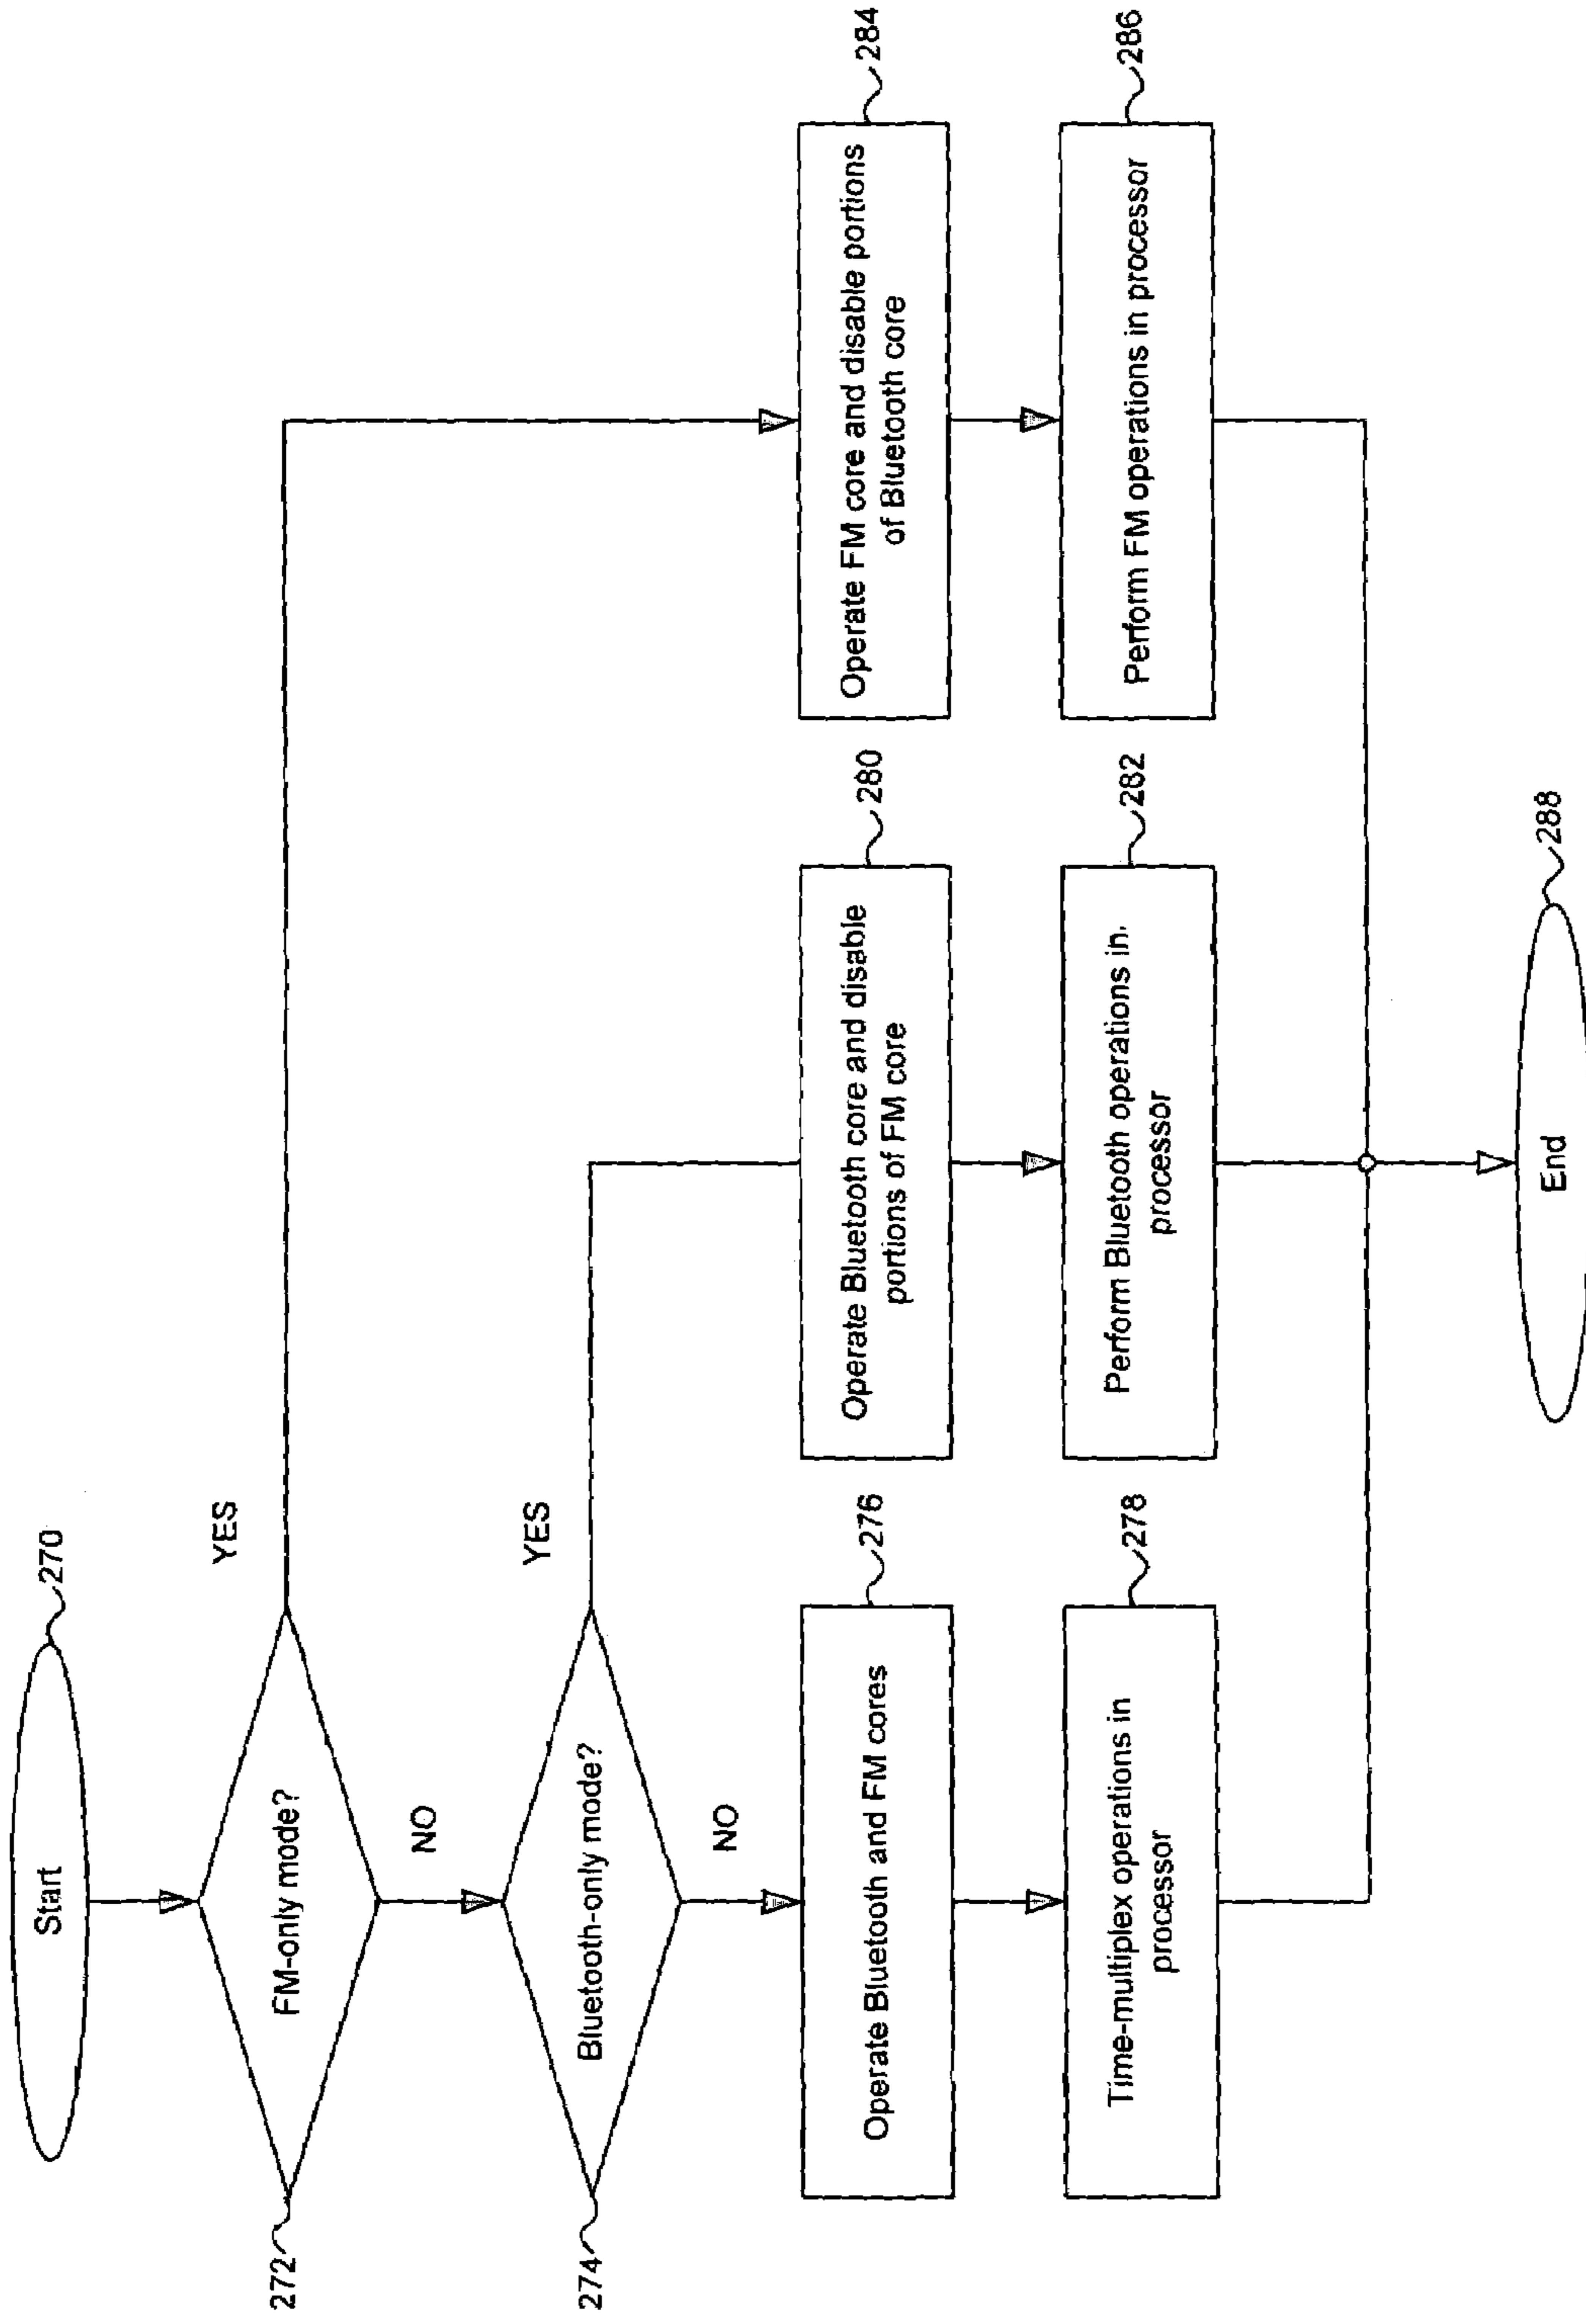 Start
270
FM-only mode?
272
YES
NO
Bluetooth-only mode?
274
YES
NO
Operate Bluetooth and FM cores
276
Operate Bluetooth core and disable
portions of FM core
280
Operate FM core and disable portions
of Bluetooth core
284
Time-multiplex operations in
processor
278
Perform Bluetooth operations in.
processor
282
Perform FM operations in processor
286
End
288